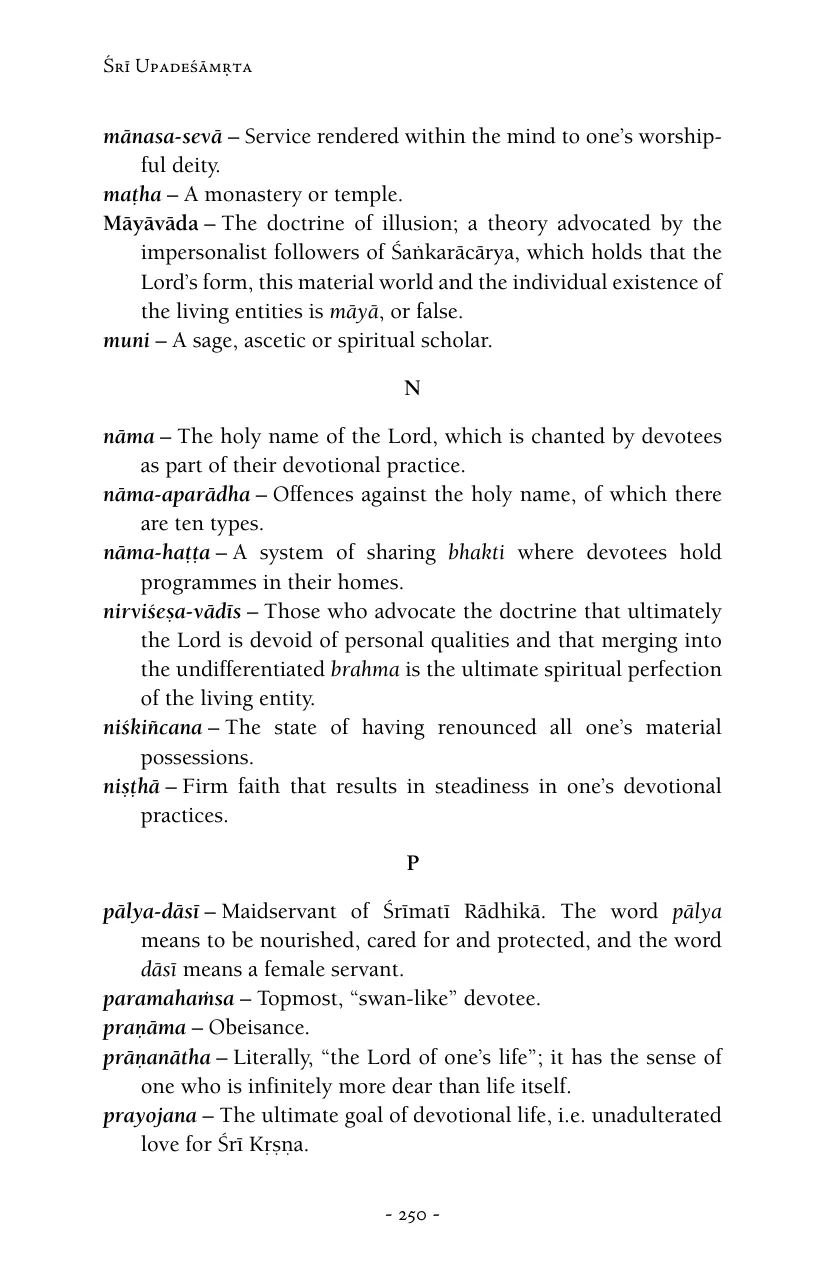 Śrī Upadeśāmṛta
mānasa-sevā – Service rendered within the mind to one’s worship-
ful deity.
maṭha – A monastery or temple.
Māyāvāda – The doctrine of illusion; a theory advocated by the
impersonalist followers of Śaṅkarācārya, which holds that the
Lord’s form, this material world and the individual existence of
the living entities is māyā, or false.
muni – A sage, ascetic or spiritual scholar.
N
nāma – The holy name of the Lord, which is chanted by devotees
as part of their devotional practice.
nāma-aparādha – Offences against the holy name, of which there
are ten types.
nāma-haṭṭa – A system of sharing bhakti where devotees hold
programmes in their homes.
nirviśeṣa-vādīs – Those who advocate the doctrine that ultimately
the Lord is devoid of personal qualities and that merging into
the undifferentiated brahma is the ultimate spiritual perfection
of the living entity.
niśkiñcana – The state of having renounced all one’s material
possessions.
niṣṭhā – Firm faith that results in steadiness in one’s devotional
practices.
P
pālya-dāsī – Maidservant of Śrīmatī Rādhikā. The word pālya
means to be nourished, cared for and protected, and the word
dāsī means a female servant.
paramahaṁsa – Topmost, “swan-like” devotee.
praṇāma – Obeisance.
prāṇanātha – Literally, “the Lord of one’s life”; it has the sense of
one who is infinitely more dear than life itself.
prayojana – The ultimate goal of devotional life, i.e. unadulterated
love for Śrī Kṛṣṇa.
- 250 -